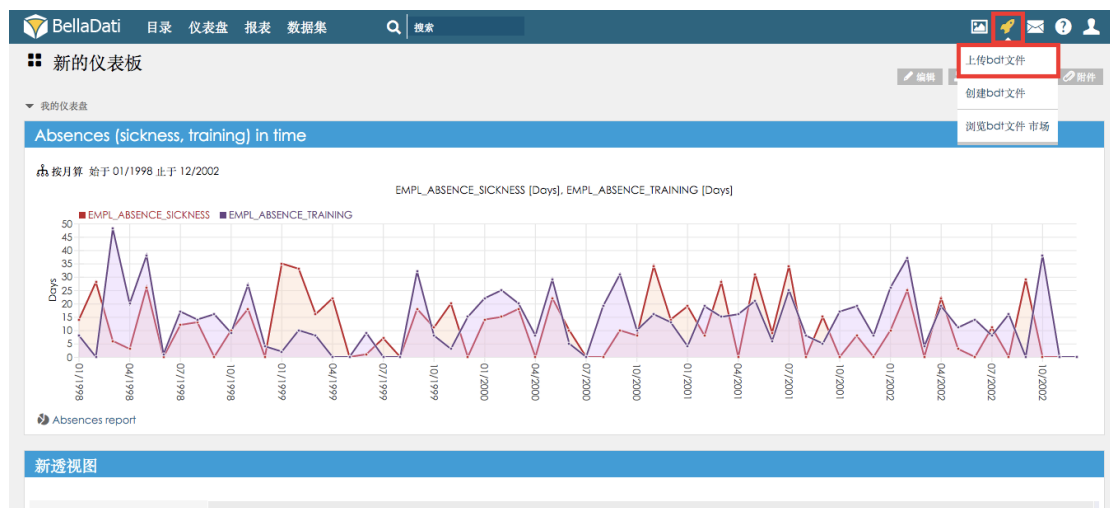 BellaDati 目录 仪表盘 报表 数据集 搜索
新的仪表板
上传bdt文件
编辑 附件
创建bdt文件
我的仪表盘
浏览bdt文件 市场
Absences (sickness, training) in time
按月算 始于 01/1998 止于 12/2002
EMPL_ABSENCE_SICKNESS [Days], EMPL_ABSENCE_TRAINING [Days]
EMPL_ABSENCE_SICKNESS EMPL_ABSENCE_TRAINING
50
45
40
35
30
25
20
15
10
5
0
Days
01/1998 04/1998 07/1998 10/1998 01/1999 04/1999 07/1999 10/1999 01/2000 04/2000 07/2000 10/2000 01/2001 04/2001 07/2001 10/2001 01/2002 04/2002 07/2002 10/2002
Absences report
新透视图